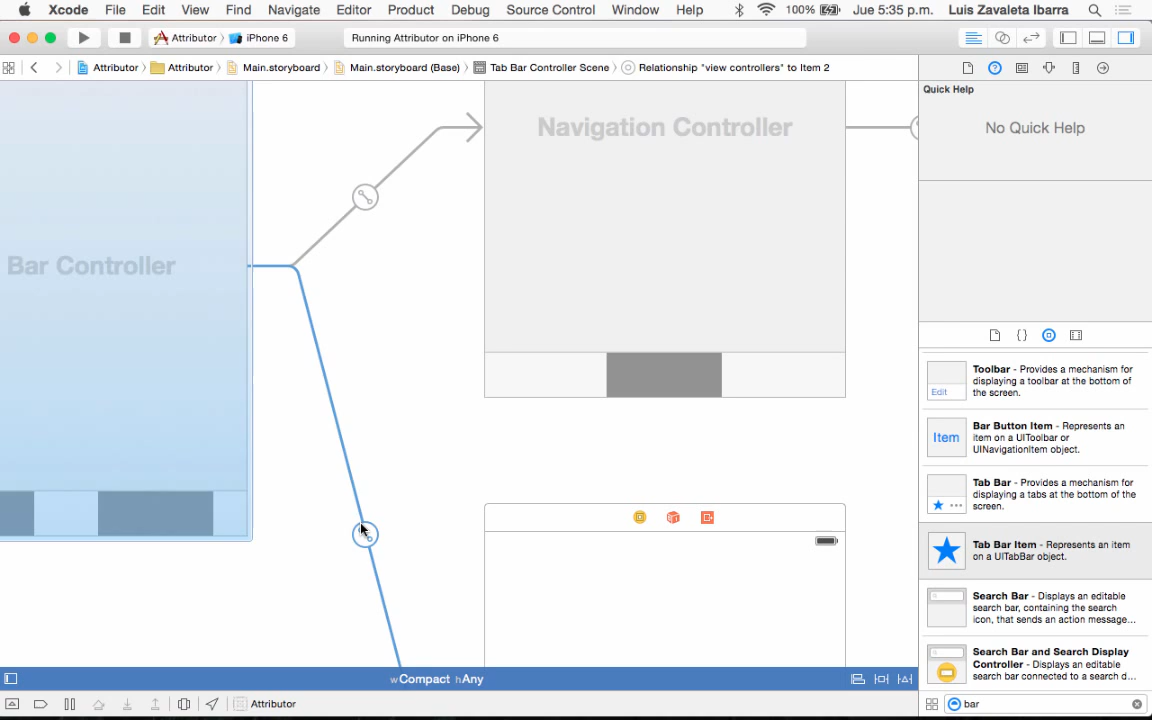 Xcode File Edit View Find Navigate Editor Product Debug Source Control Window Help 100% Jue 5:35 p.m. Luis Zavaleta Ibarra
Attributor iPhone 6 Running Attributor on iPhone 6
Attributor Attributor Main.storyboard Main.storyboard (Base) Tab Bar Controller Scene Relationship "view controllers" to Item 2
Quick Help
No Quick Help
Navigation Controller
Bar Controller
Toolbar - Provides a mechanism for
displaying a toolbar at the bottom of
the screen.
Edit
Bar Button Item - Represents an
item on a UIToolbar or
UINavigationItem object.
Item
Tab Bar - Provides a mechanism for
displaying a tabs at the bottom of the
screen.
Tab Bar Item - Represents an item
on a UITabBar object.
Search Bar - Displays an editable
search bar, containing the search
icon, that sends an action message...
Search Bar and Search Display
Controller - Displays an editable
search bar connected to a search d...
wCompact hAny
Attributor
bar